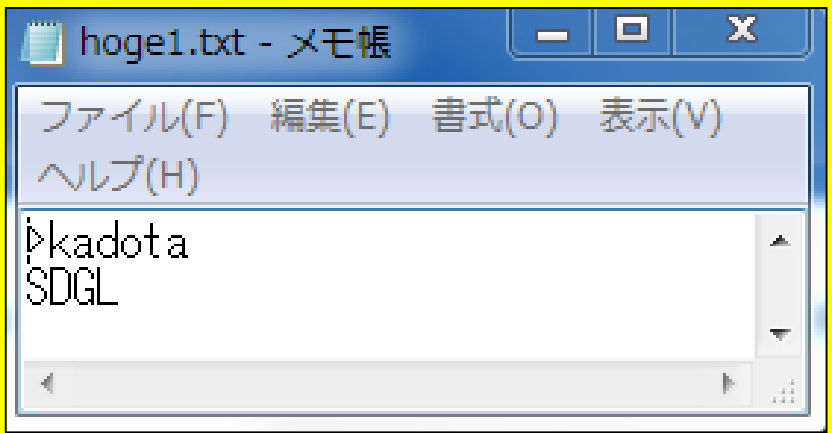 hoge1.txt - メモ帳
ファイル(F) 編集(E) 書式(O) 表示(V)
ヘルプ(H)
>kadota
SDGL